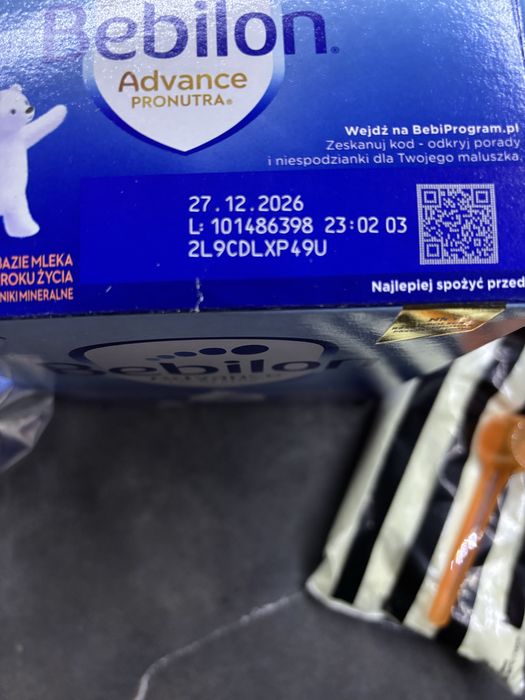 Bebilon®
Advance
PRONUTRA®
Wejdź na BebiProgram.pl
Zeskanuj kod - odkryj porady
i niespodzianki dla Twojego maluszka.
27.12.2026
L: 101486398 23:02 03
2L9CDLXP49U
BAZIE MLEKA
ROKU ŻYCIA
NIKI MINERALNE
Najlepiej spożyć przed
Bebilon